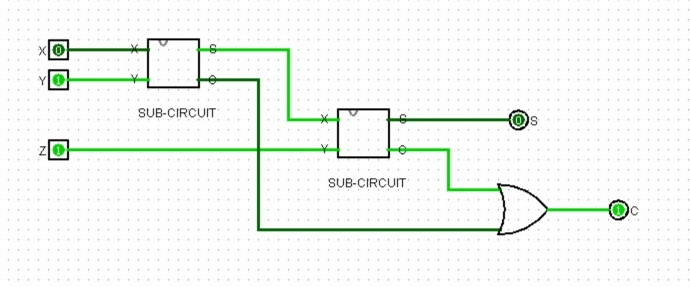 X 0 X S
Y 1 Y C
SUB-CIRCUIT
X S 0 S
Z 1 Y C
SUB-CIRCUIT
1 C